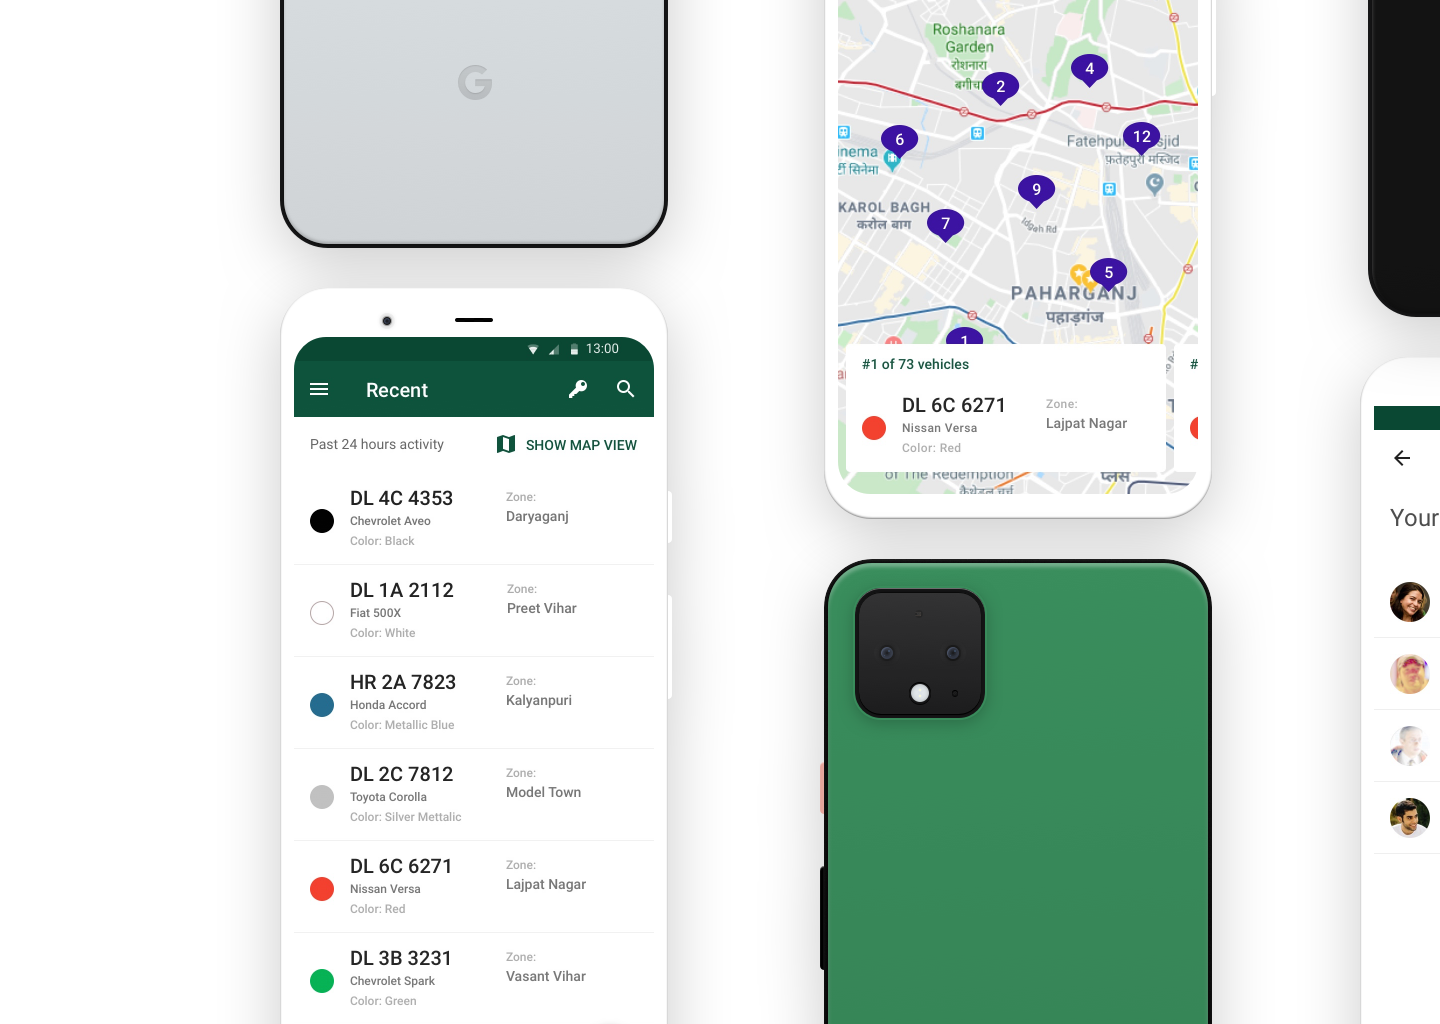 G
13:00
Recent
Past 24 hours activity
SHOW MAP VIEW
DL 4C 4353
Chevrolet Aveo
Color: Black
Zone:
Daryaganj
DL 1A 2112
Fiat 500X
Color: White
Zone:
Preet Vihar
HR 2A 7823
Honda Accord
Color: Metallic Blue
Zone:
Kalyanpuri
DL 2C 7812
Toyota Corolla
Color: Silver Mettalic
Zone:
Model Town
DL 6C 6271
Nissan Versa
Color: Red
Zone:
Lajpat Nagar
DL 3B 3231
Chevrolet Spark
Color: Green
Zone:
Vasant Vihar
Roshanara
Garden
रोशनारा
4
2
6
12
सिनेमा
फ़तेहपुरी मस्जिद
9
KAROL BAGH
करोल बाग
7
Idgah Rd
5
PAHARGANJ
पहाड़गंज
1
#1 of 73 vehicles
#
DL 6C 6271
Nissan Versa
Color: Red
Zone:
Lajpat Nagar
of The Redemption
प्लेस
Your